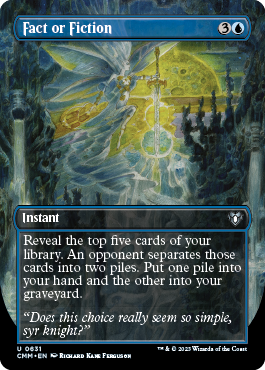 Fact or Fiction 3
Instant
Reveal the top five cards of your
library. An opponent separates those
cards into two piles. Put one pile into
your hand and the other into your
graveyard.
“Does this choice really seem so simple,
syr knight?”
U 0631
CMM • EN Richard Kane Ferguson
™ & © 2023 Wizards of the Coast